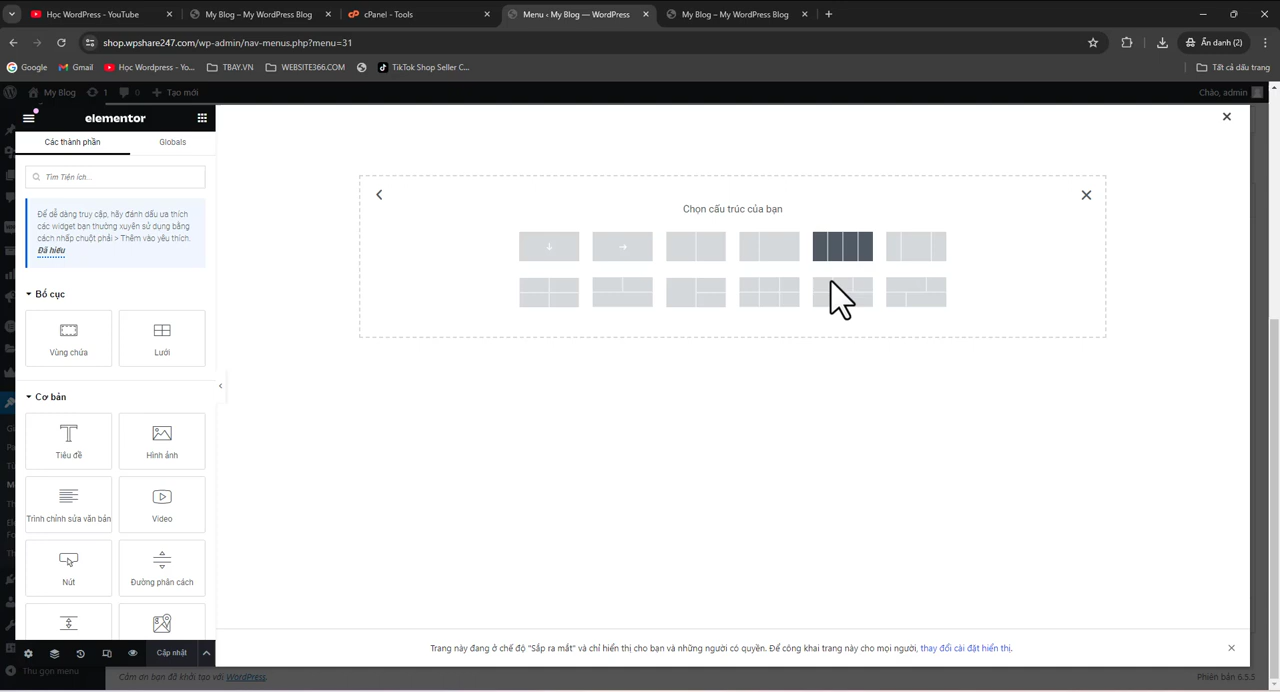 Học WordPress - YouTube
My Blog – My WordPress Blog
cPanel - Tools
Menu ‹ My Blog — WordPress
My Blog – My WordPress Blog
shop.wpshare247.com/wp-admin/nav-menus.php?menu=31
Ẩn danh (2)
Google
Gmail
Học Wordpress - Yo...
TBAY.VN
WEBSITE366.COM
TikTok Shop Seller C...
Tất cả dấu trang
My Blog
1
0
Tạo mới
Chào, admin
elementor
Các thành phần
Globals
Tìm Tiện ích...
Để dễ dàng truy cập, hãy đánh dấu ưa thích
các widget bạn thường xuyên sử dụng bằng
cách nhấp chuột phải > Thêm vào yêu thích.
Đã hiểu
Bố cục
Vùng chứa
Lưới
Cơ bản
Tiêu đề
Hình ảnh
Trình chỉnh sửa văn bản
Video
Nút
Đường phân cách
Cập nhật
Chọn cấu trúc của bạn
Trang này đang ở chế độ "Sắp ra mắt" và chỉ hiển thị cho bạn và những người có quyền. Để công khai trang này cho mọi người, thay đổi cài đặt hiển thị.
Thu gọn menu
Cảm ơn bạn đã khởi tạo với WordPress.
Phiên bản 6.5.5